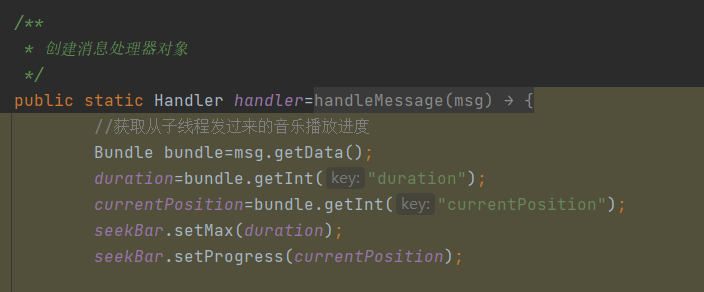 /**
* 创建消息处理器对象
*/
public static Handler handler=handleMessage(msg) → {
//获取从子线程发过来的音乐播放进度
Bundle bundle=msg.getData();
duration=bundle.getInt( key: "duration");
currentPosition=bundle.getInt( key: "currentPosition");
seekBar.setMax(duration);
seekBar.setProgress(currentPosition);